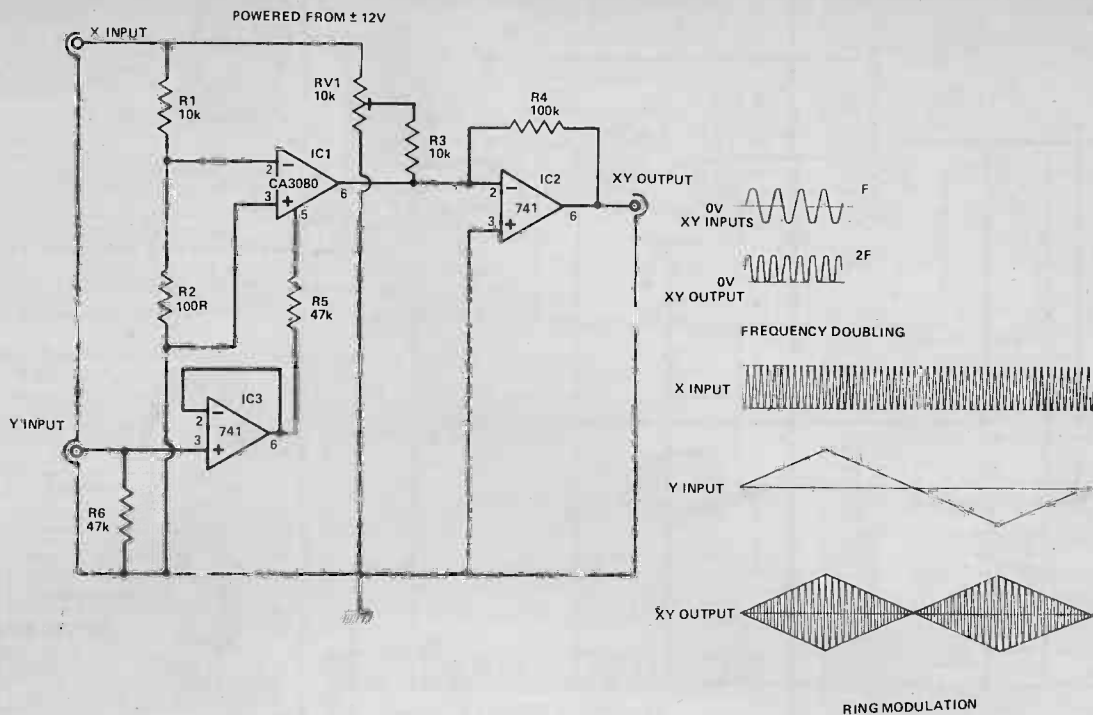 POWERED FROM ± 12V
X INPUT
R1
10k
RV1
10k
R3
10k
R4
100k
IC1
2
−
CA3080
3
+
6
5
IC2
2
−
741
3
+
6
XY OUTPUT
R2
100R
R5
47k
IC3
2
−
741
3
+
6
Y INPUT
R6
47k
F
0V
XY INPUTS
2F
0V
XY OUTPUT
FREQUENCY DOUBLING
X INPUT
Y INPUT
XY OUTPUT
RING MODULATION